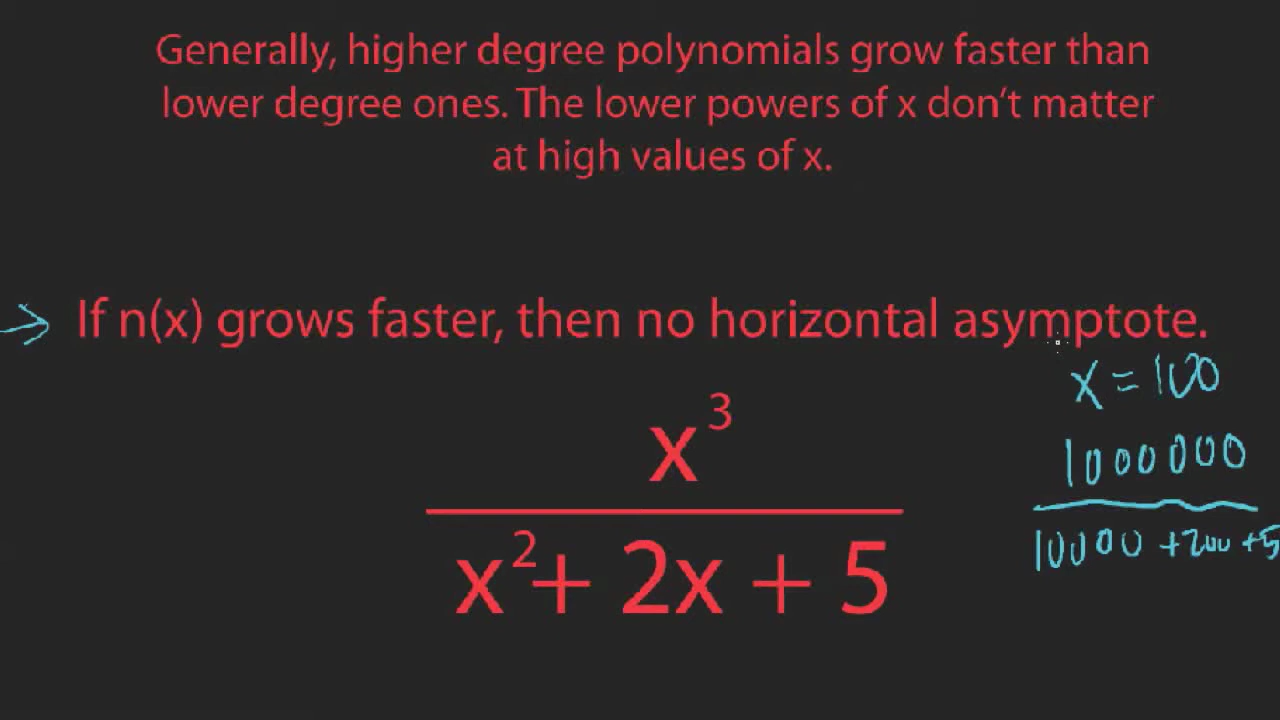 Generally, higher degree polynomials grow faster than
lower degree ones. The lower powers of x don't matter
at high values of x.
If n(x) grows faster, then no horizontal asymptote.
x = 100
x³
1000000
x² + 2x + 5
10000 + 200 + 5